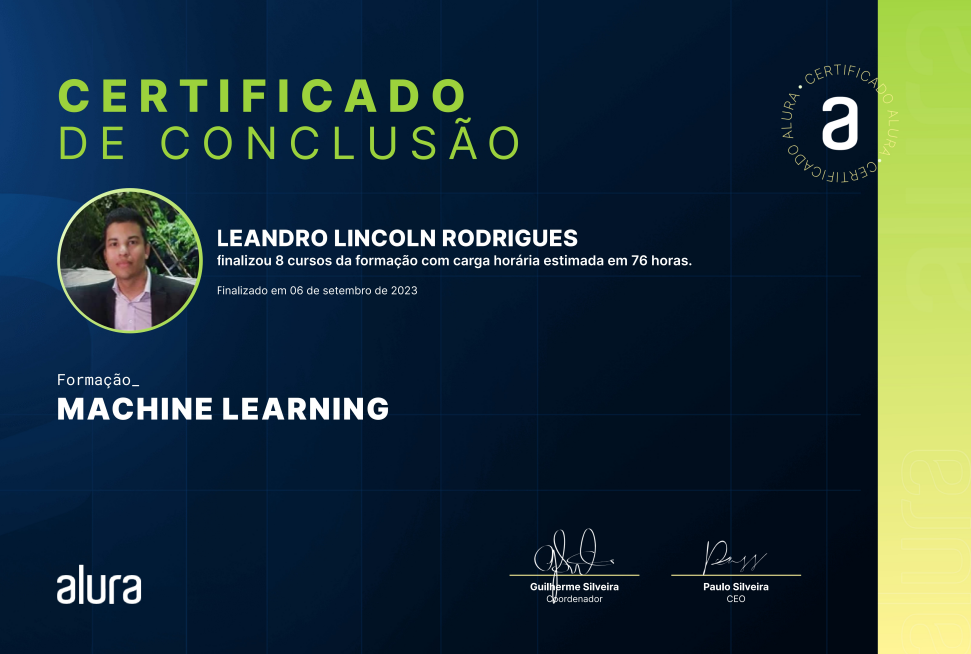 CERTIFICADO
DE CONCLUSÃO
CERTIFICADO ALURA • CERTIFICADO ALURA •
a
LEANDRO LINCOLN RODRIGUES
finalizou 8 cursos da formação com carga horária estimada em 76 horas.
Finalizado em 06 de setembro de 2023
Formação_
MACHINE LEARNING
alura
Guilherme Silveira
Coordenador
Paulo Silveira
CEO